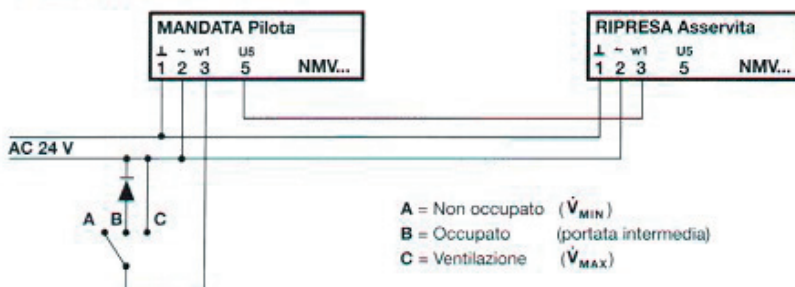 MANDATA Pilota
⊥ ~ w1 U5
1 2 3 5 NMV...
RIPRESA Asservita
⊥ ~ w1 U5
1 2 3 5 NMV...
AC 24 V
A B C
A = Non occupato (V̇MIN)
B = Occupato (portata intermedia)
C = Ventilazione (V̇MAX)